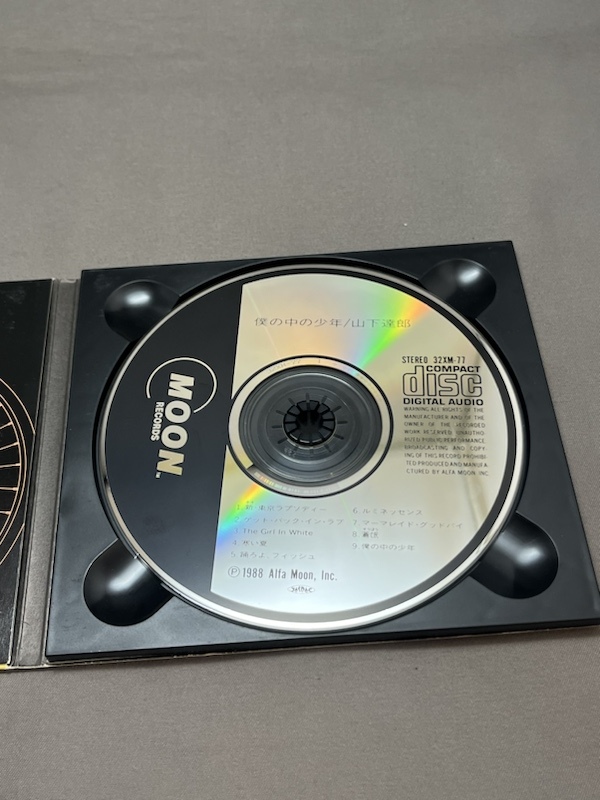 僕の中の少年/山下達郎
MOON
RECORDS
STEREO 32XM-77
COMPACT
disc
DIGITAL AUDIO
WARNING: ALL RIGHTS OF THE
MANUFACTURER AND OF THE
OWNER OF THE RECORDED
WORK RESERVED. UNAUTHO-
RIZED PUBLIC PERFORMANCE
BROADCASTING AND COPY-
ING OF THIS RECORD PROHIBI-
TED PRODUCED AND MANUFA-
CTURED BY ALFA MOON, INC
1. 新・東京ラプソディー
2. ゲット・バック・イン・ラブ
3. The Girl In White
4. 寒い夏
5. 踊ろよ、フィッシュ
6. ルミネッセンス
7. マーマレイド・グッドバイ
8. 蒼氓
9. 僕の中の少年
Ⓟ1988 Alfa Moon, Inc.